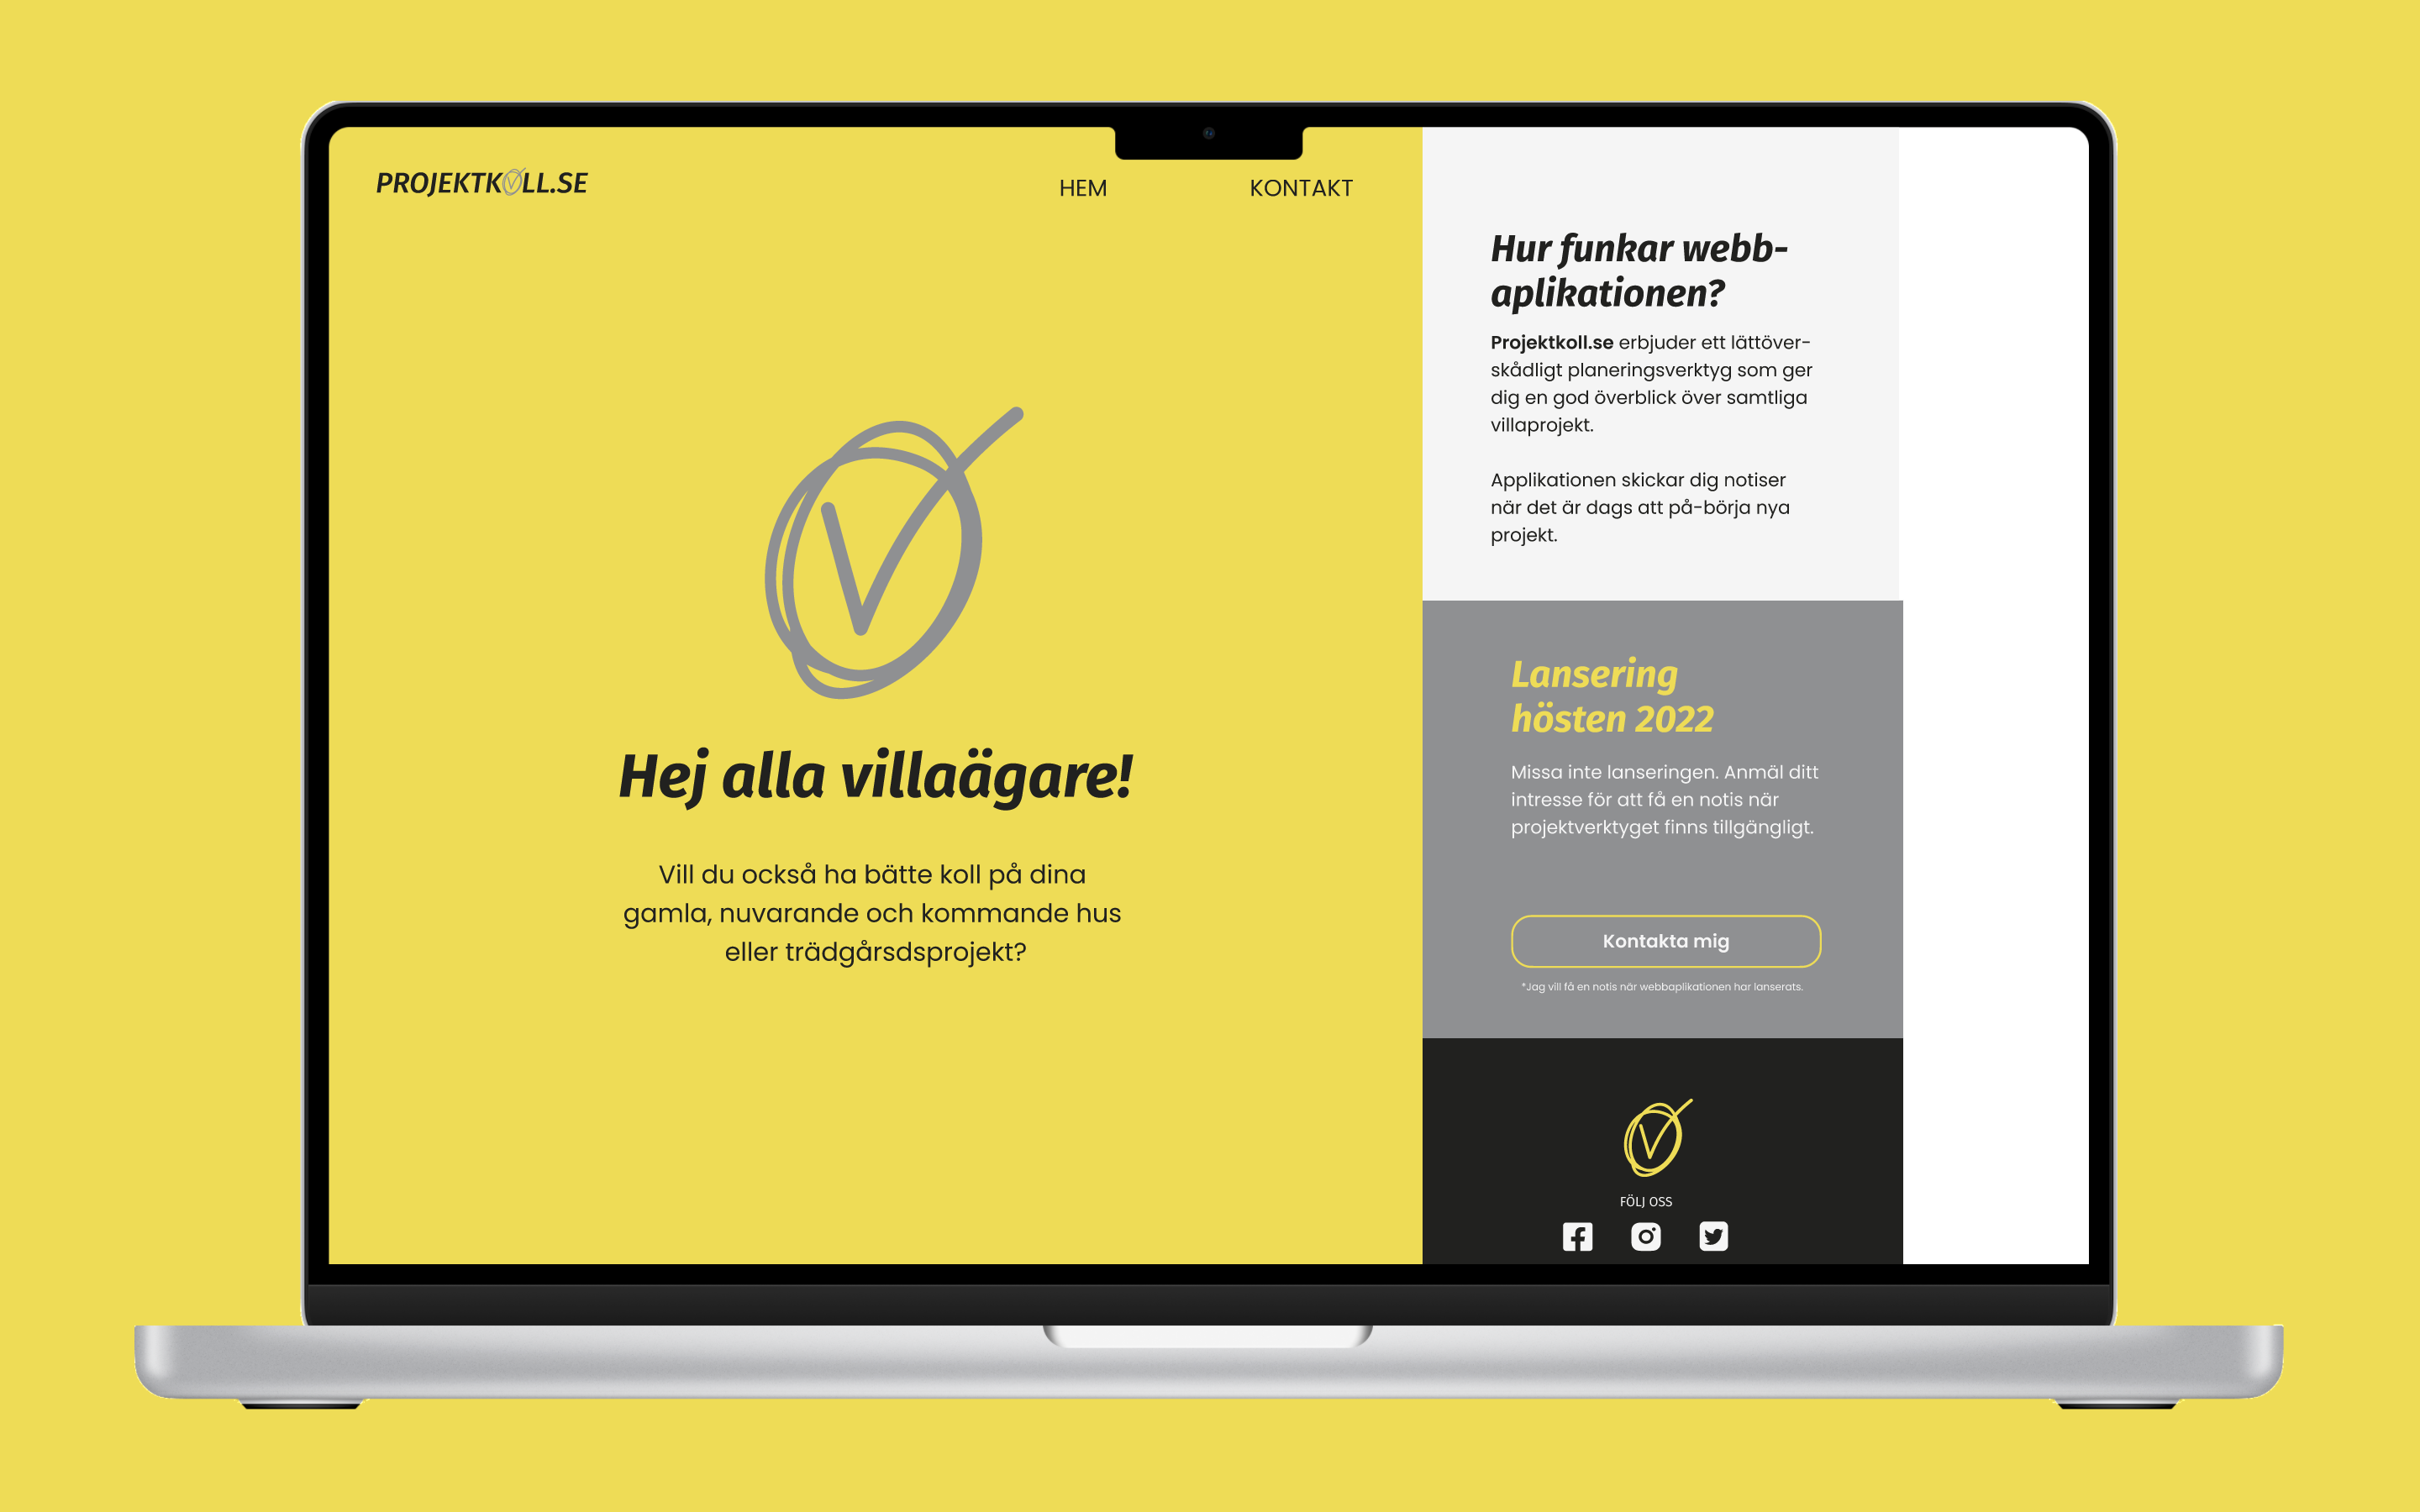 PROJEKTKOLL.SE
HEM
KONTAKT
Hej alla villaägare!
Vill du också ha bätte koll på dina
gamla, nuvarande och kommande hus
eller trädgårsdsprojekt?
Hur funkar webb-
aplikationen?
Projektkoll.se erbjuder ett lättöver-
skådligt planeringsverktyg som ger
dig en god överblick över samtliga
villaprojekt.
Applikationen skickar dig notiser
när det är dags att på-börja nya
projekt.
Lansering
hösten 2022
Missa inte lanseringen. Anmäl ditt
intresse för att få en notis när
projektverktyget finns tillgängligt.
Kontakta mig
*Jag vill få en notis när webbaplikationen har lanserats.
FÖLJ OSS